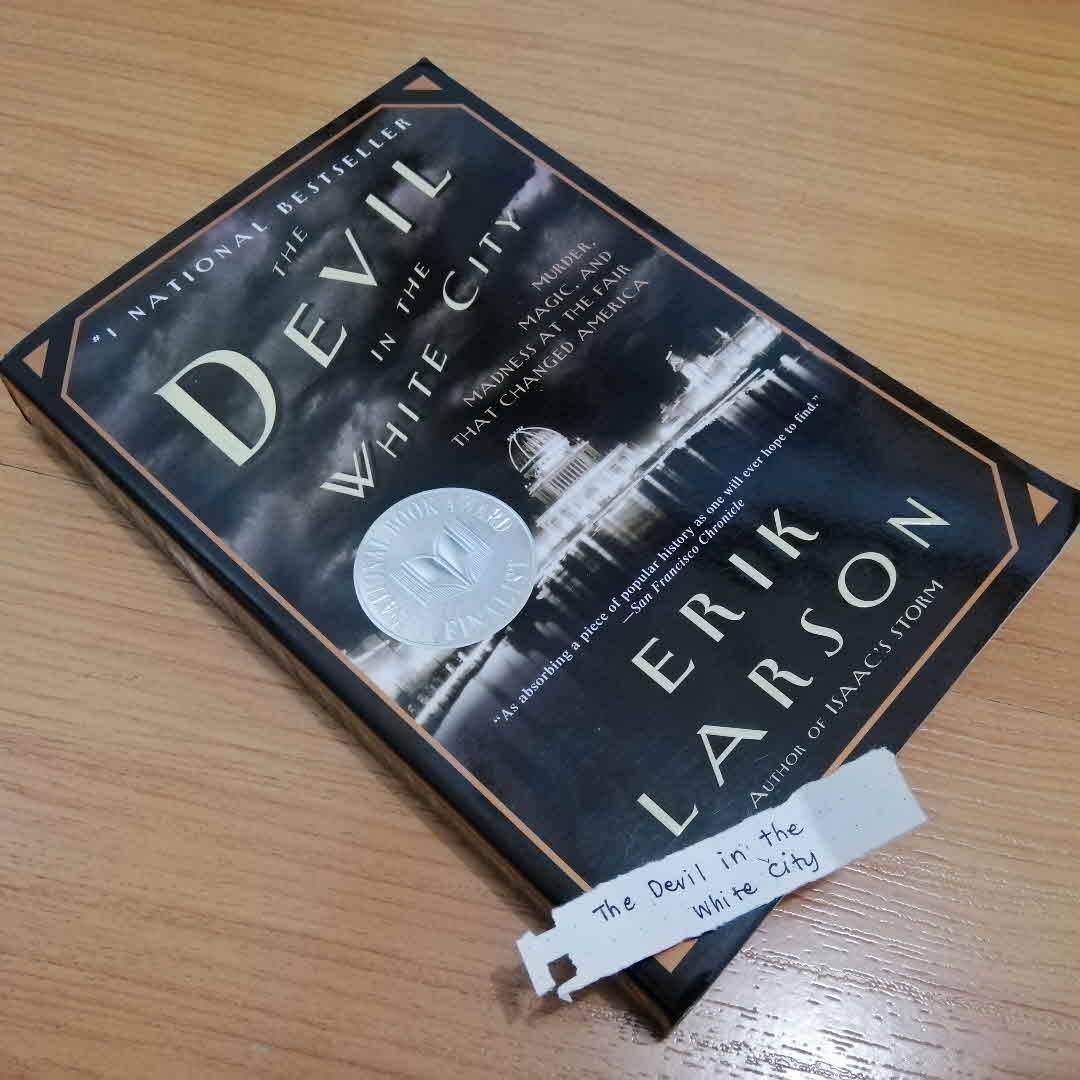 #1 NATIONAL BESTSELLER
THE
DEVIL
IN THE
WHITE CITY
MURDER,
MAGIC, AND
MADNESS AT THE FAIR
THAT CHANGED AMERICA
NATIONAL BOOK AWARD
FINALIST
"As absorbing a piece of popular history as one will ever hope to find."
—San Francisco Chronicle
ERIK
LARSON
AUTHOR OF ISAAC'S STORM
The Devil in the
White City